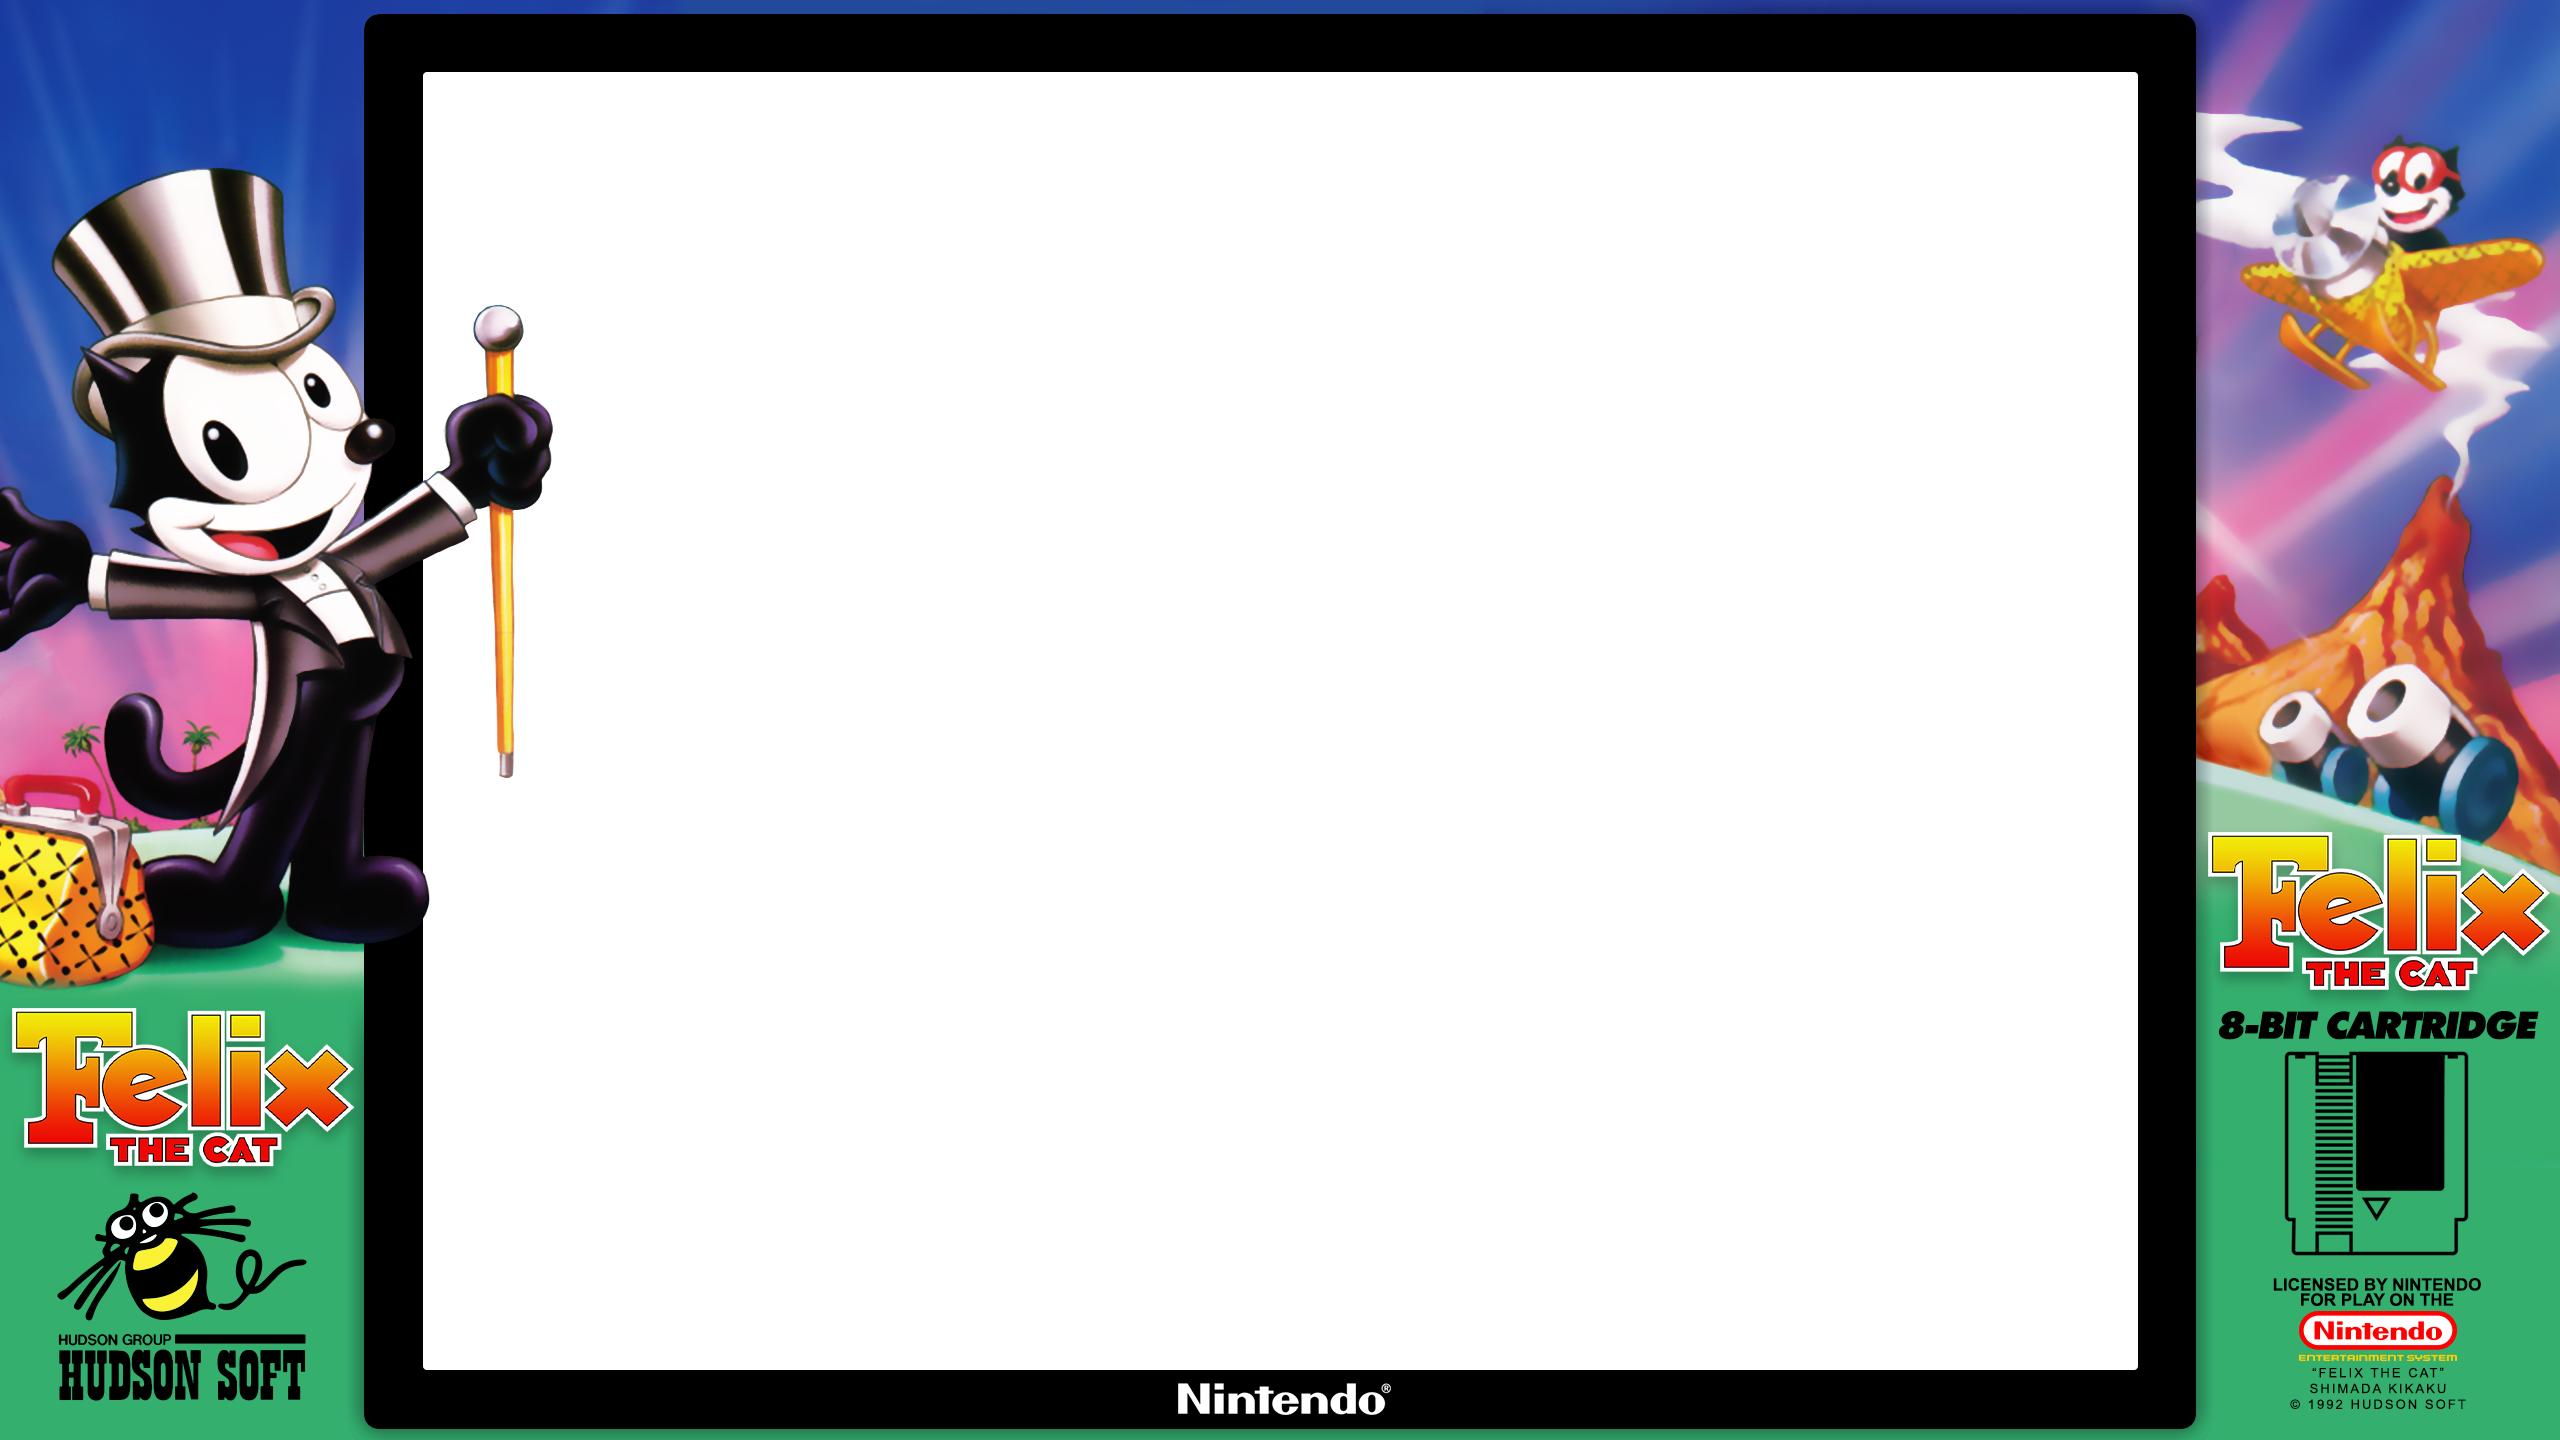 Felix
THE CAT
HUDSON GROUP
HUDSON SOFT
Nintendo®
Felix
THE CAT
8-BIT CARTRIDGE
LICENSED BY NINTENDO
FOR PLAY ON THE
Nintendo
ENTERTAINMENT SYSTEM
“FELIX THE CAT”
SHIMADA KIKAKU
© 1992 HUDSON SOFT